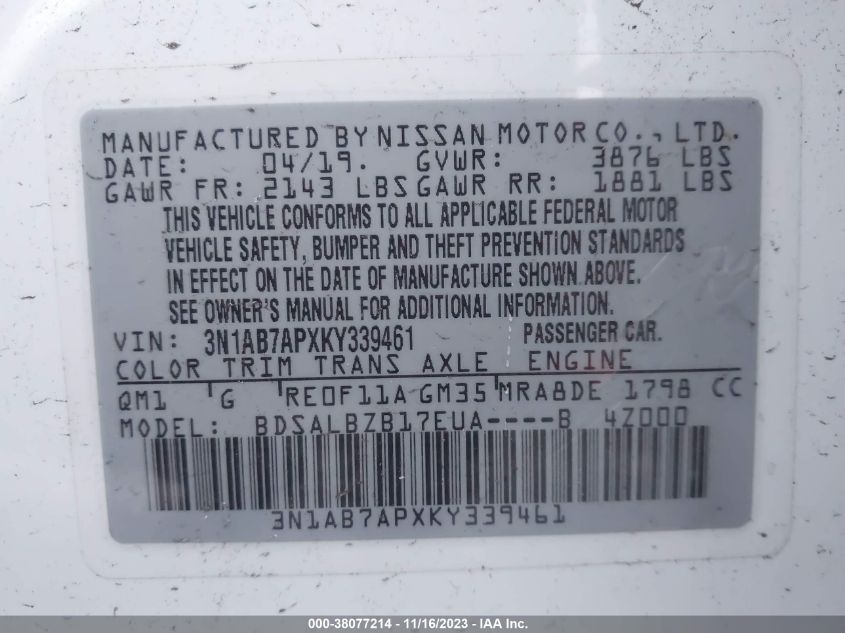 MANUFACTURED BY NISSAN MOTOR CO., LTD.
DATE: 04/19. GVWR: 3876 LBS
GAWR FR: 2143 LBS GAWR RR: 1881 LBS
THIS VEHICLE CONFORMS TO ALL APPLICABLE FEDERAL MOTOR
VEHICLE SAFETY, BUMPER AND THEFT PREVENTION STANDARDS
IN EFFECT ON THE DATE OF MANUFACTURE SHOWN ABOVE.
SEE OWNER'S MANUAL FOR ADDITIONAL INFORMATION.
VIN: 3N1AB7APXKY339461 PASSENGER CAR.
COLOR TRIM TRANS AXLE ENGINE
QM1 G RE0F11A GM35 MRA8DE 1798 CC
MODEL: BDSALBZB17EUA----B 4Z000
3N1AB7APXKY339461
000-38077214 - 11/16/2023 - IAA, Inc.